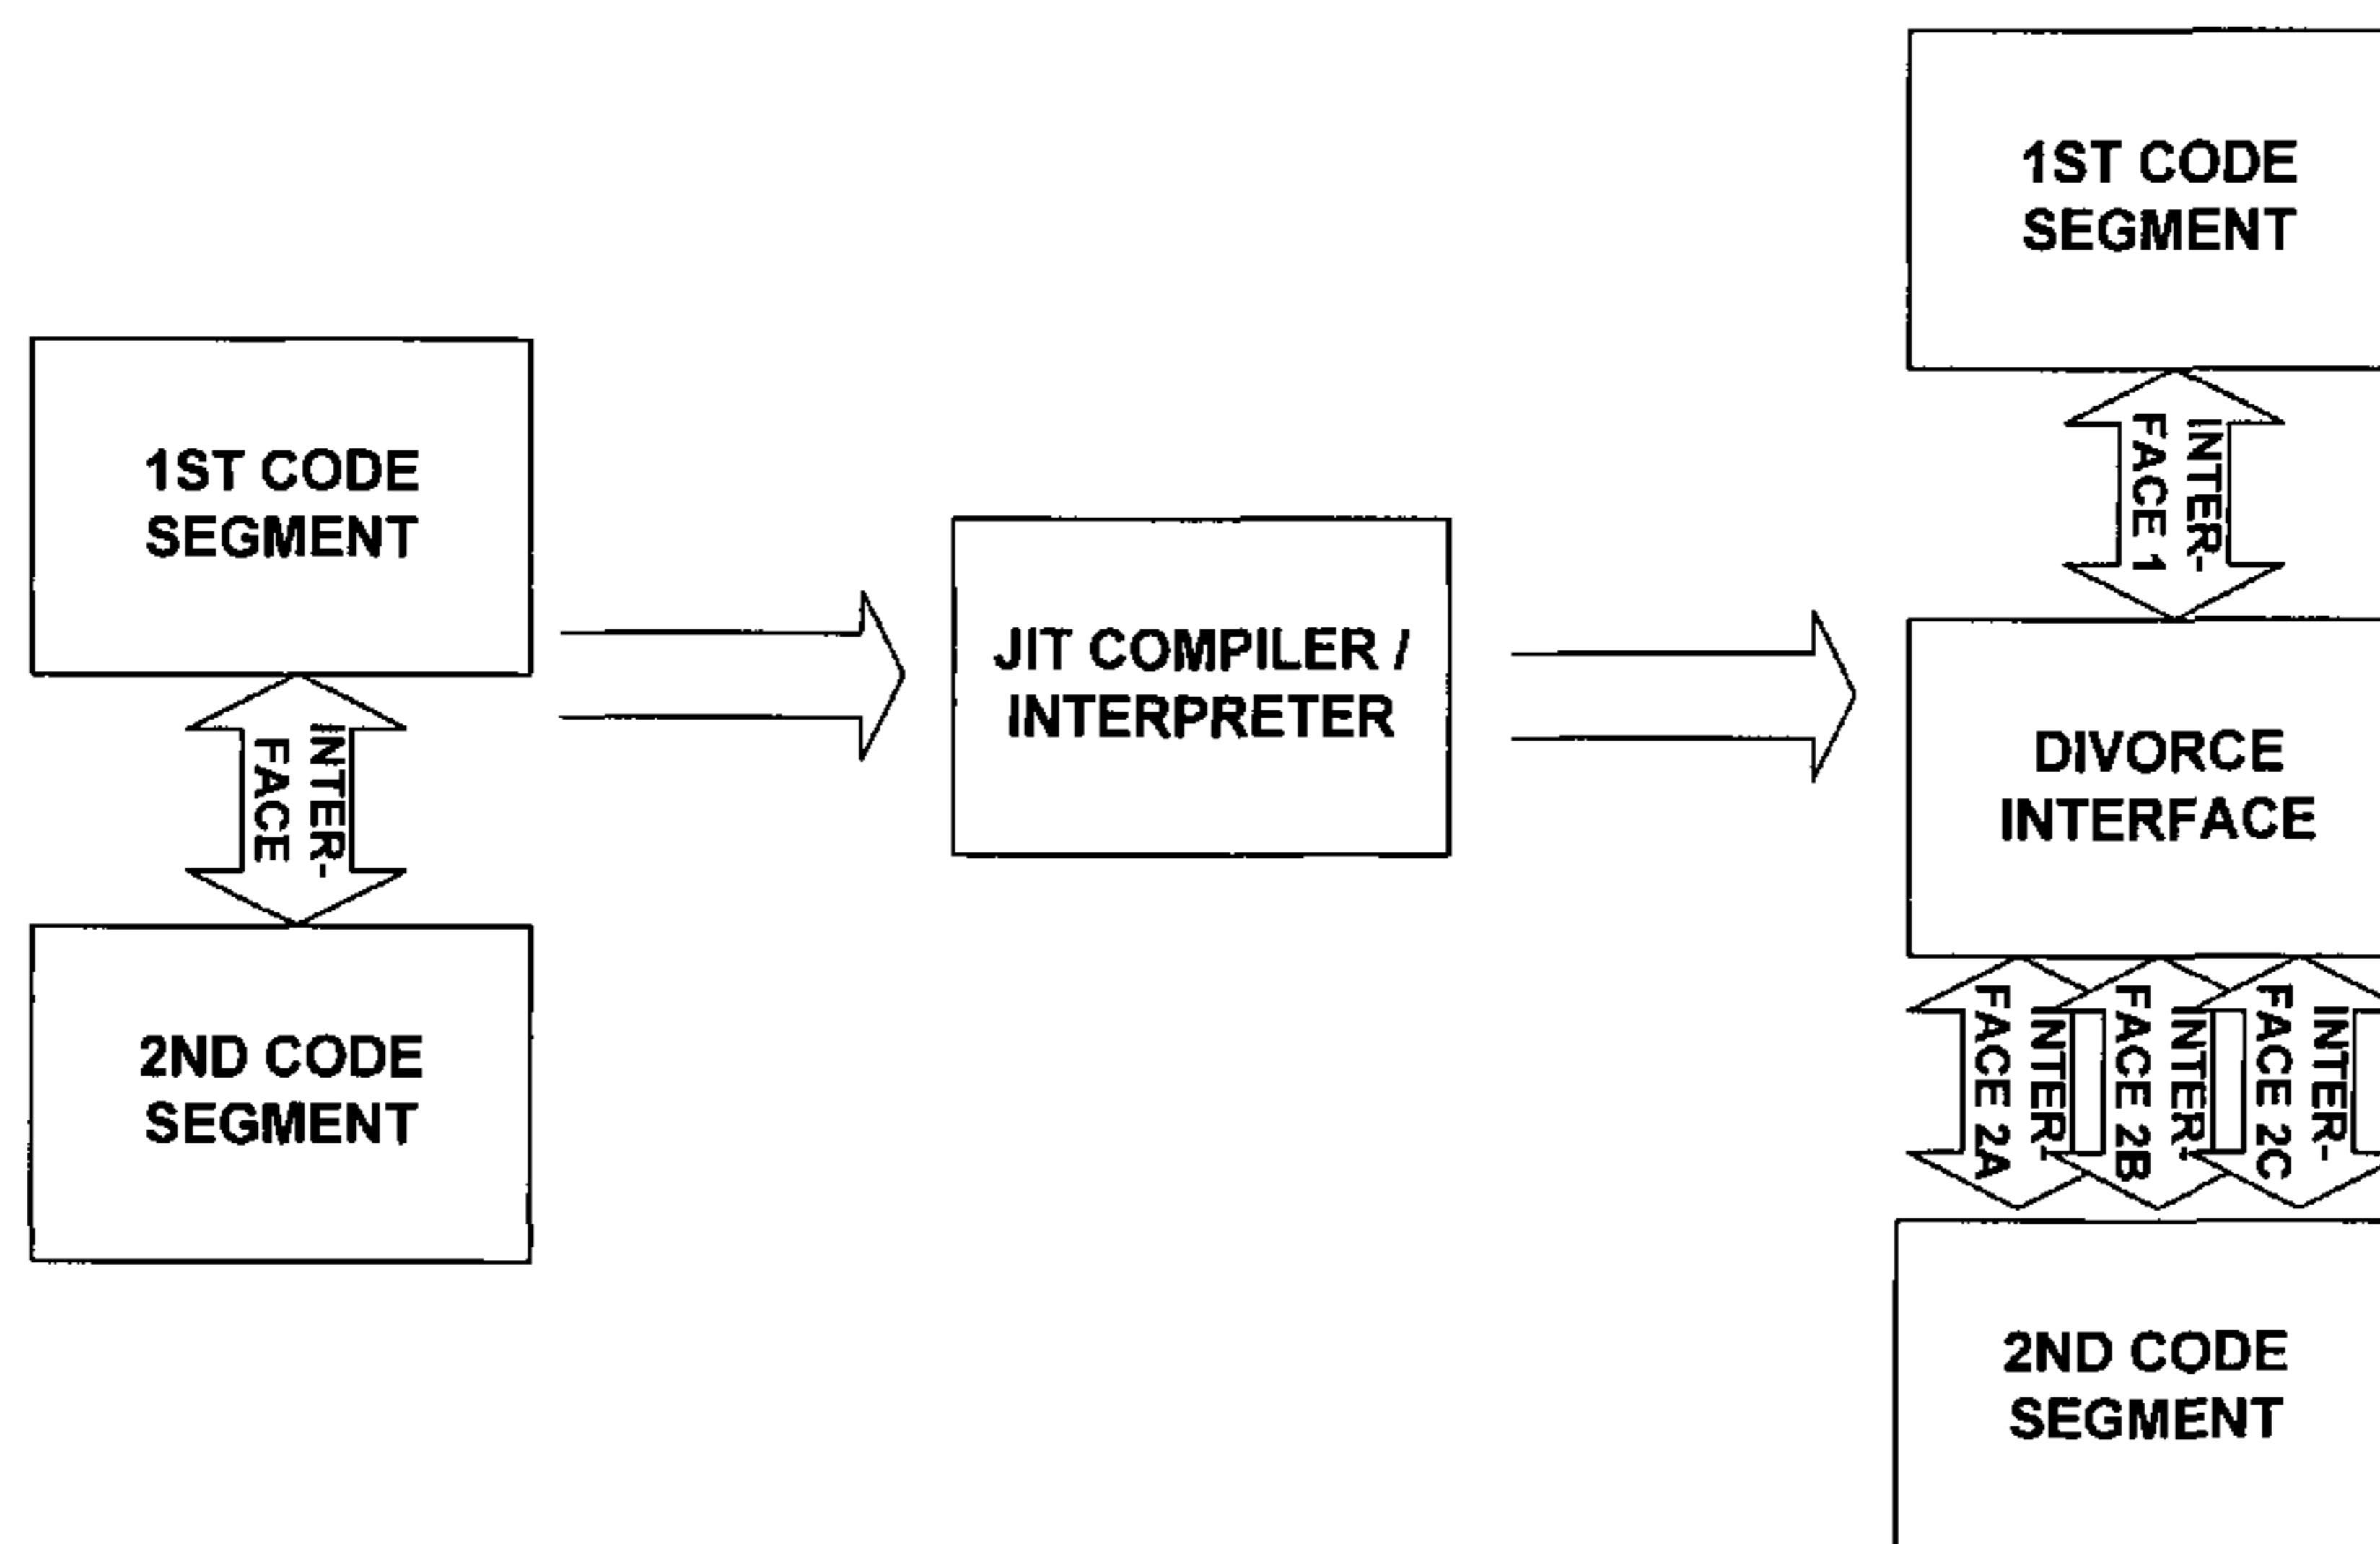 1ST CODE
SEGMENT
INTER-
FACE
2ND CODE
SEGMENT
JIT COMPILER /
INTERPRETER
1ST CODE
SEGMENT
INTER-
FACE 1
DIVORCE
INTERFACE
INTER-
FACE 2A
INTER-
FACE 2B
INTER-
FACE 2C
2ND CODE
SEGMENT